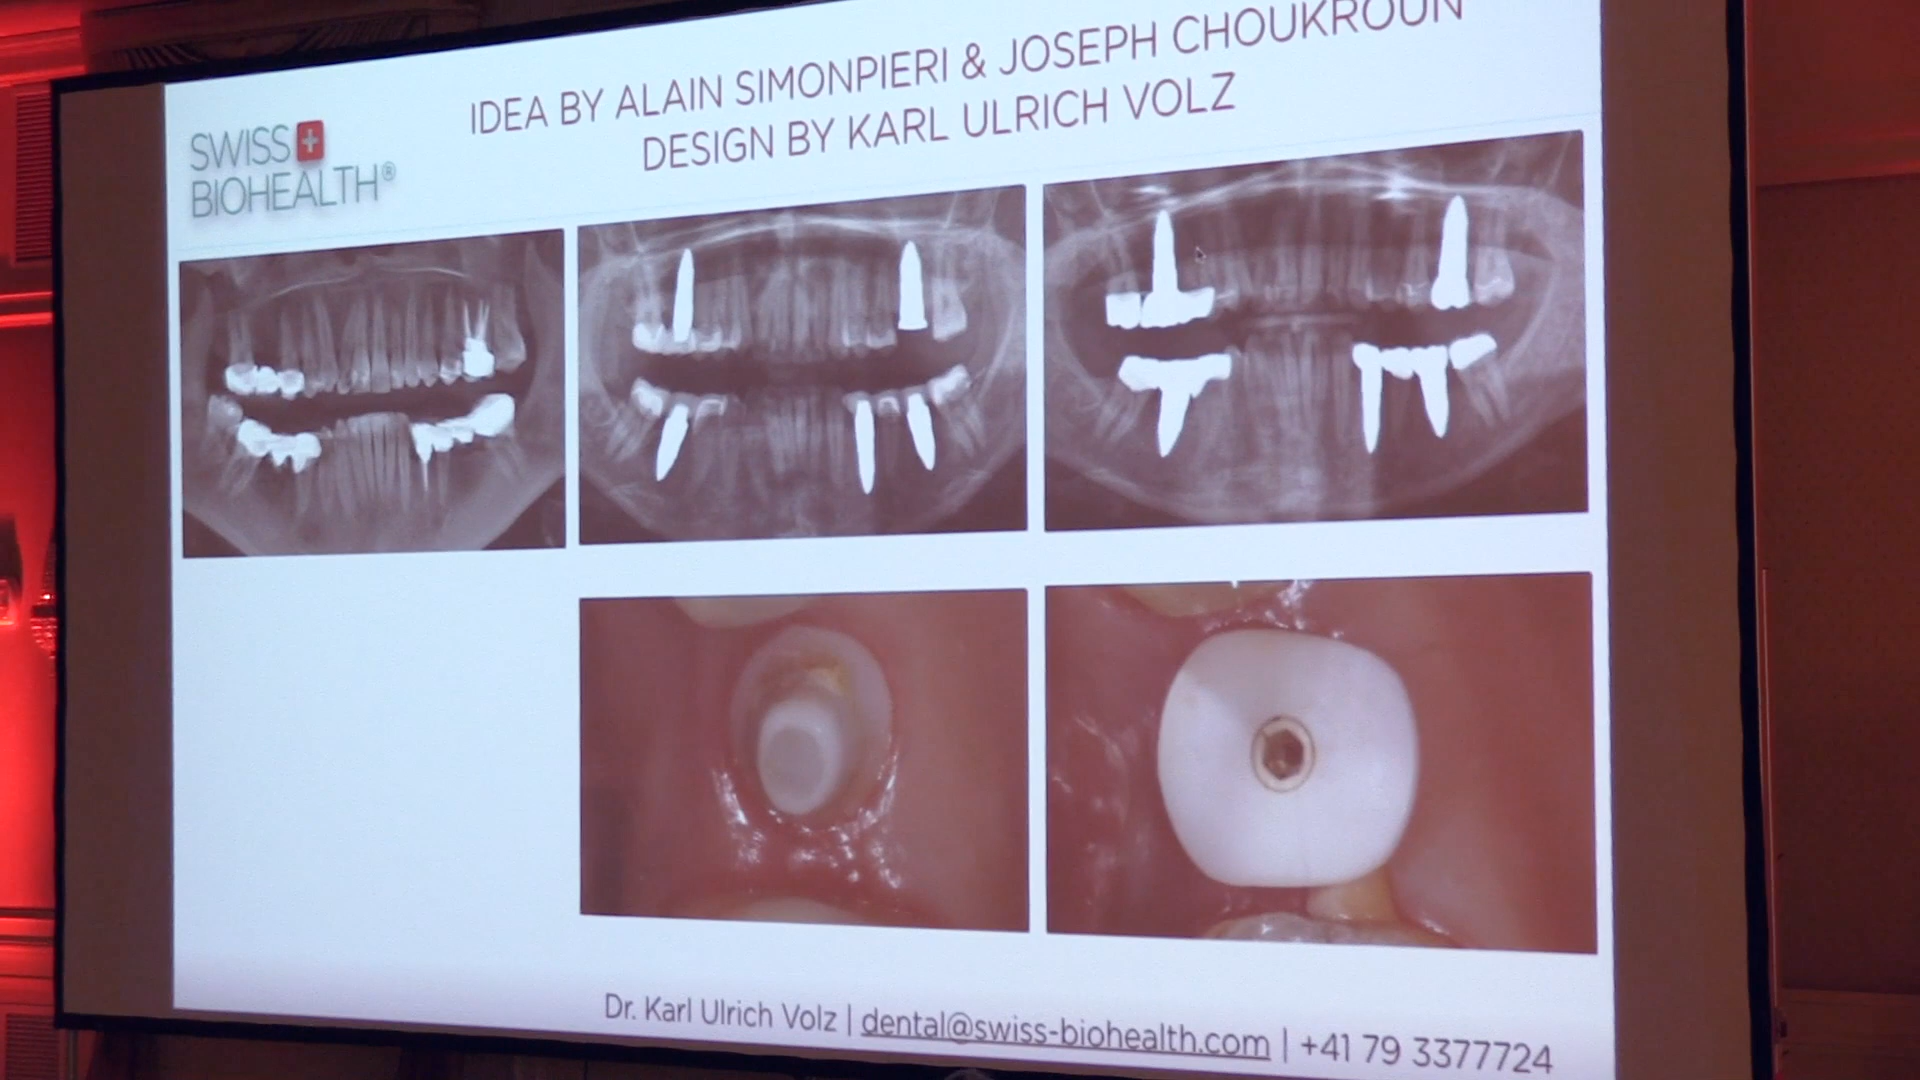 IDEA BY ALAIN SIMONPIERI & JOSEPH CHOUKROUN
DESIGN BY KARL ULRICH VOLZ
SWISS
BIOHEALTH®
Dr. Karl Ulrich Volz | dental@swiss-biohealth.com | +41 79 3377724